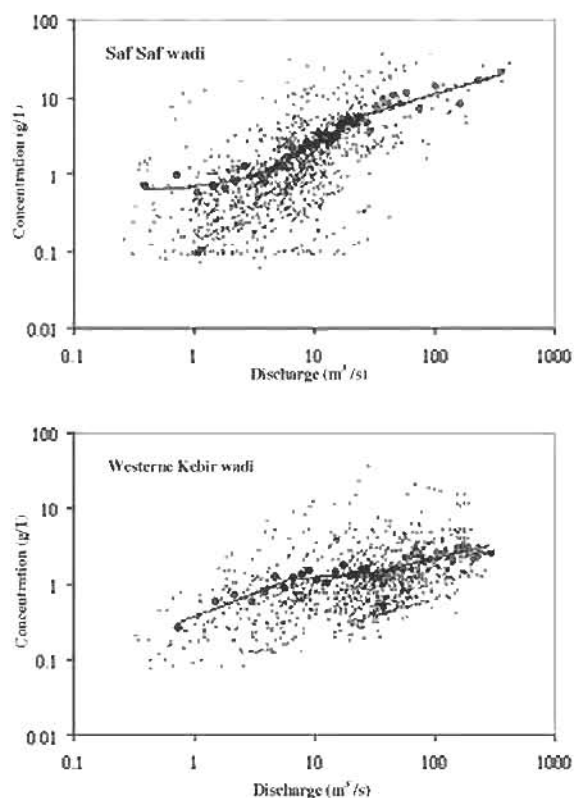 100
Saf Saf wadi
10
Concentration (g/l)
1
0.1
0.01
0.1 1 10 100 1000
Discharge (m³/s)
100
Westerne Kebir wadi
10
Concentration (g/l)
1
0.1
0.01
0.1 1 10 100 1000
Discharge (m³/s)